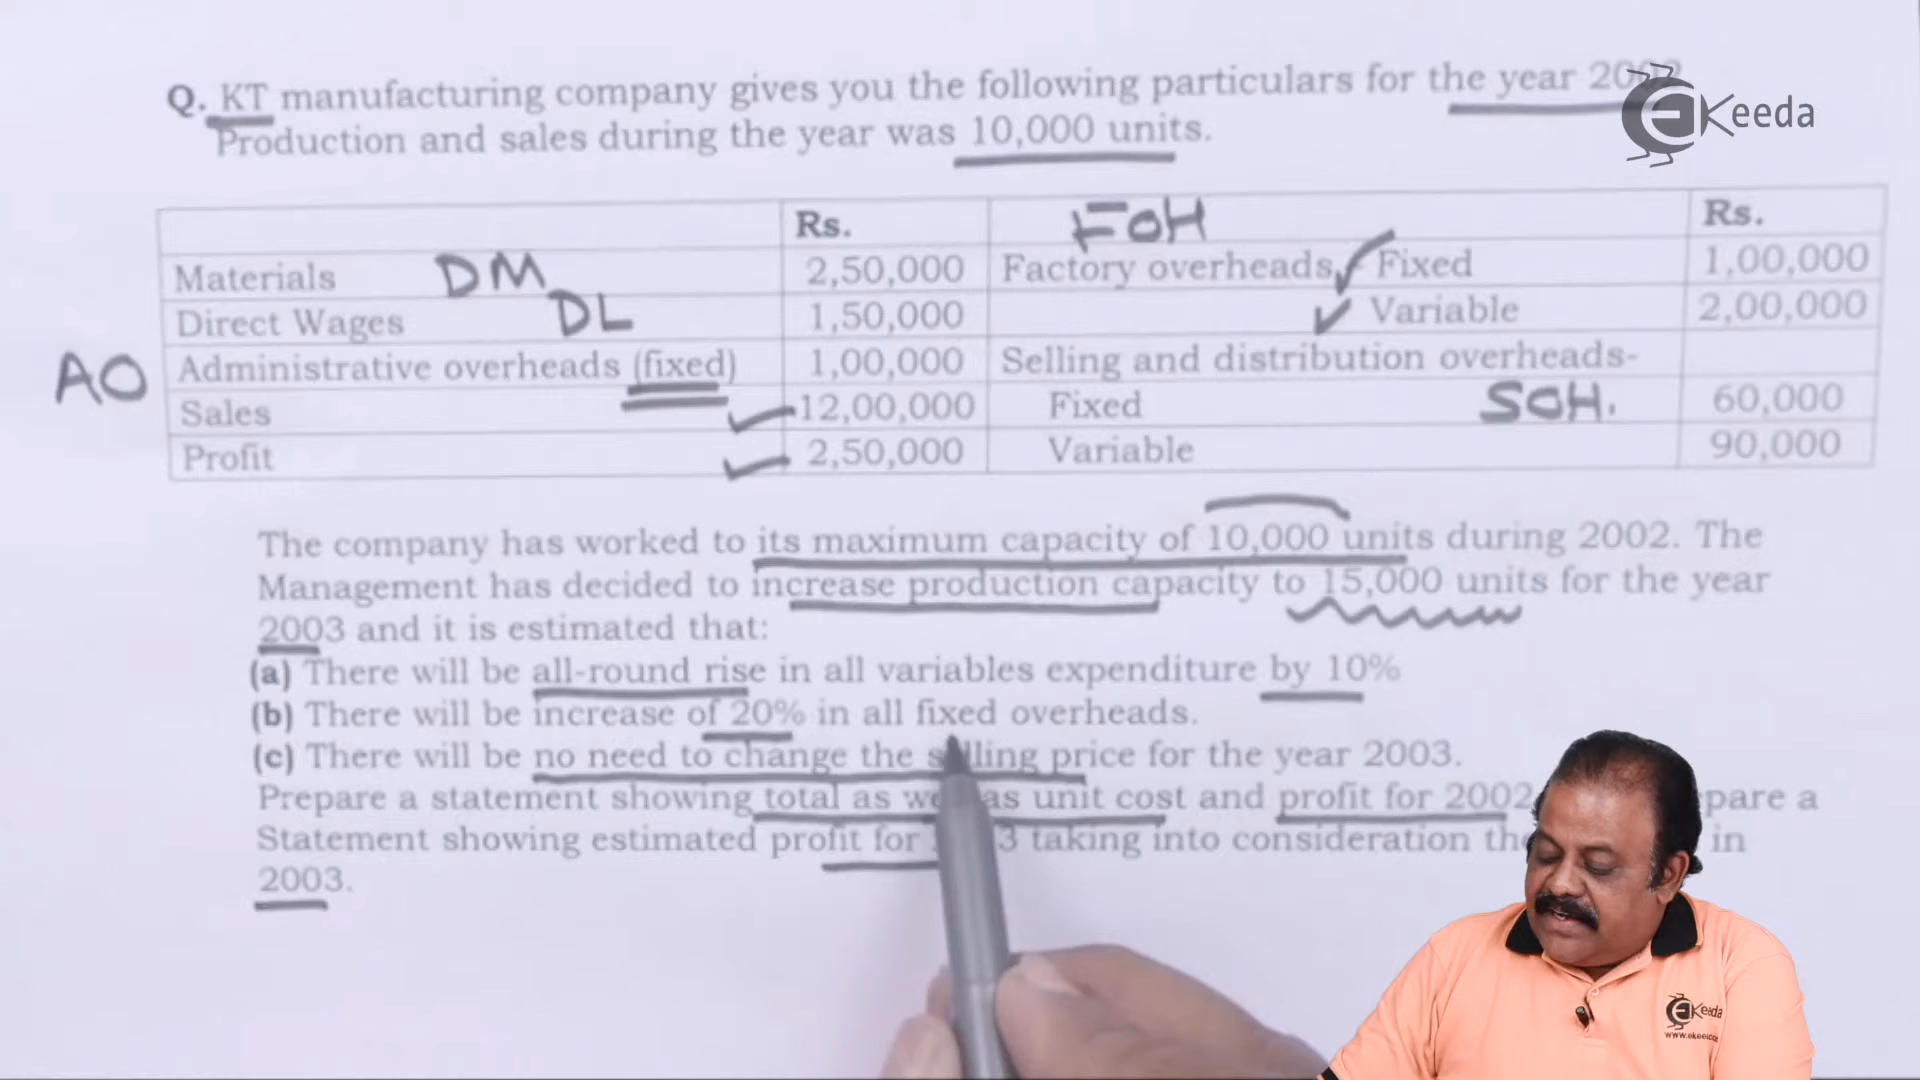 Q. KT manufacturing company gives you the following particulars for the year
Production and sales during the year was 10,000 units.
Keeda
Rs. FOH Rs.
Materials DM 2,50,000 Factory overheads - Fixed 1,00,000
Direct Wages DL 1,50,000 Variable 2,00,000
AO Administrative overheads (fixed) 1,00,000 Selling and distribution overheads-
Sales 12,00,000 Fixed SOH. 60,000
Profit 2,50,000 Variable 90,000
The company has worked to its maximum capacity of 10,000 units during 2002. The
Management has decided to increase production capacity to 15,000 units for the year
2003 and it is estimated that:
(a) There will be all-round rise in all variables expenditure by 10%
(b) There will be increase of 20% in all fixed overheads.
(c) There will be no need to change the selling price for the year 2003.
Prepare a statement showing total as as unit cost and profit for 2002 a
Statement showing estimated profit for taking into consideration in
2003.
Keeda